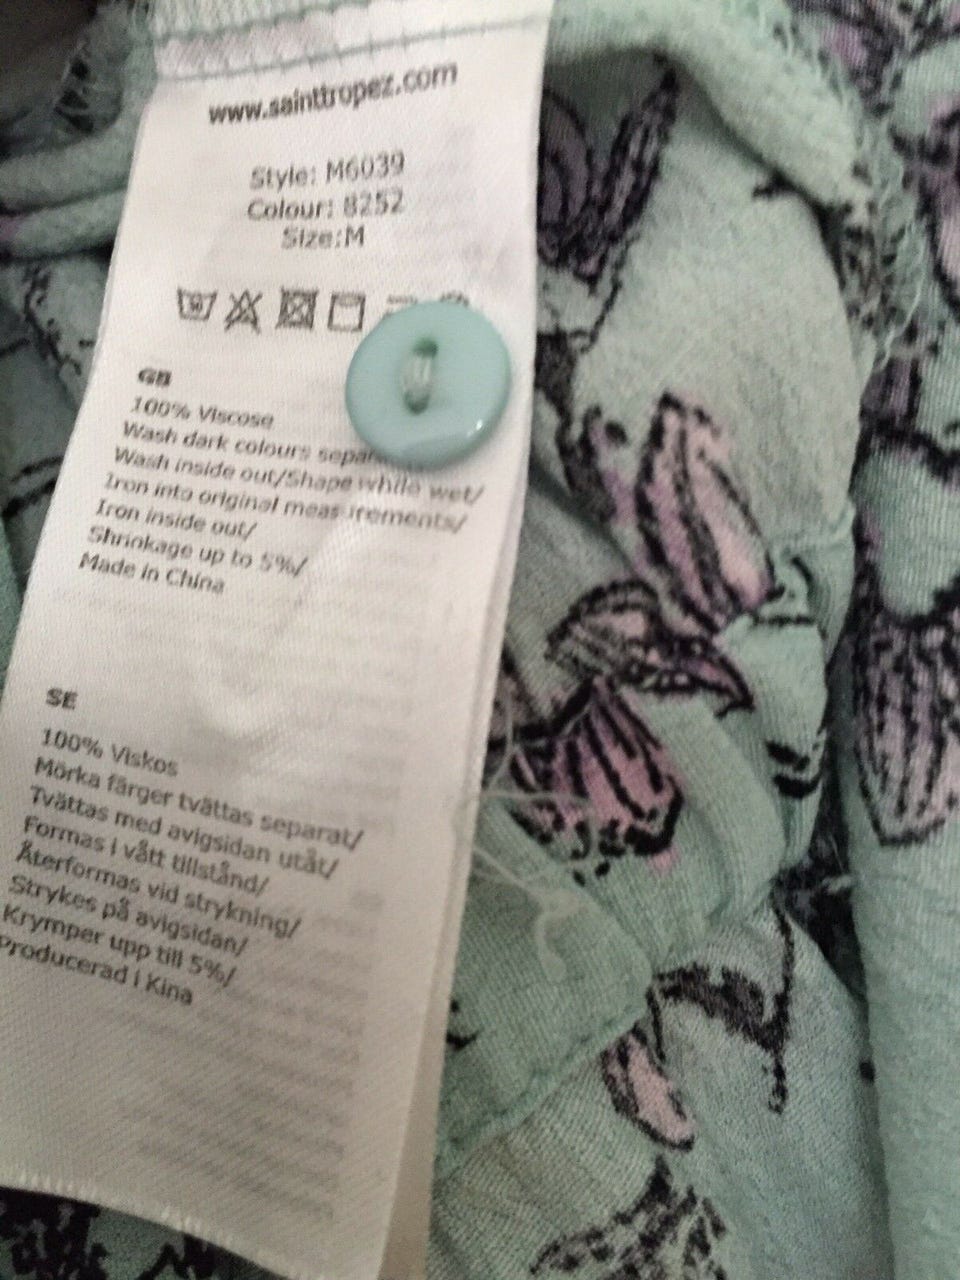 www.sainttropez.com
Style: M6039
Colour: 8252
Size:M
GB
100% Viscose
Wash dark colours
Wash inside out/Shape while wet/
Iron into original measurements/
Iron inside out/
Shrinkage up to 5%/
Made in China
SE
100% Viskos
Mörka färger tvättas separat/
Tvättas med avigsidan utåt/
Formas i vått tillstånd/
Återformas vid strykning/
Strykes på avigsidan/
Krymper upp till 5%/
Producerad i Kina